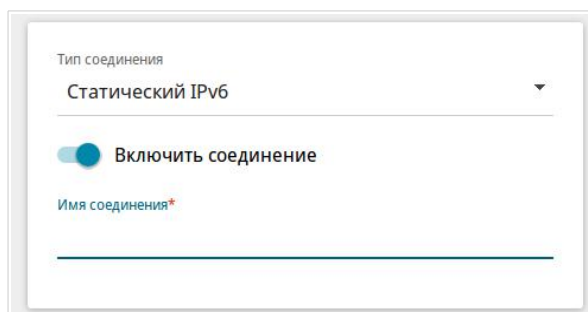 Тип соединения
Статический IPv6
Включить соединение
Имя соединения*